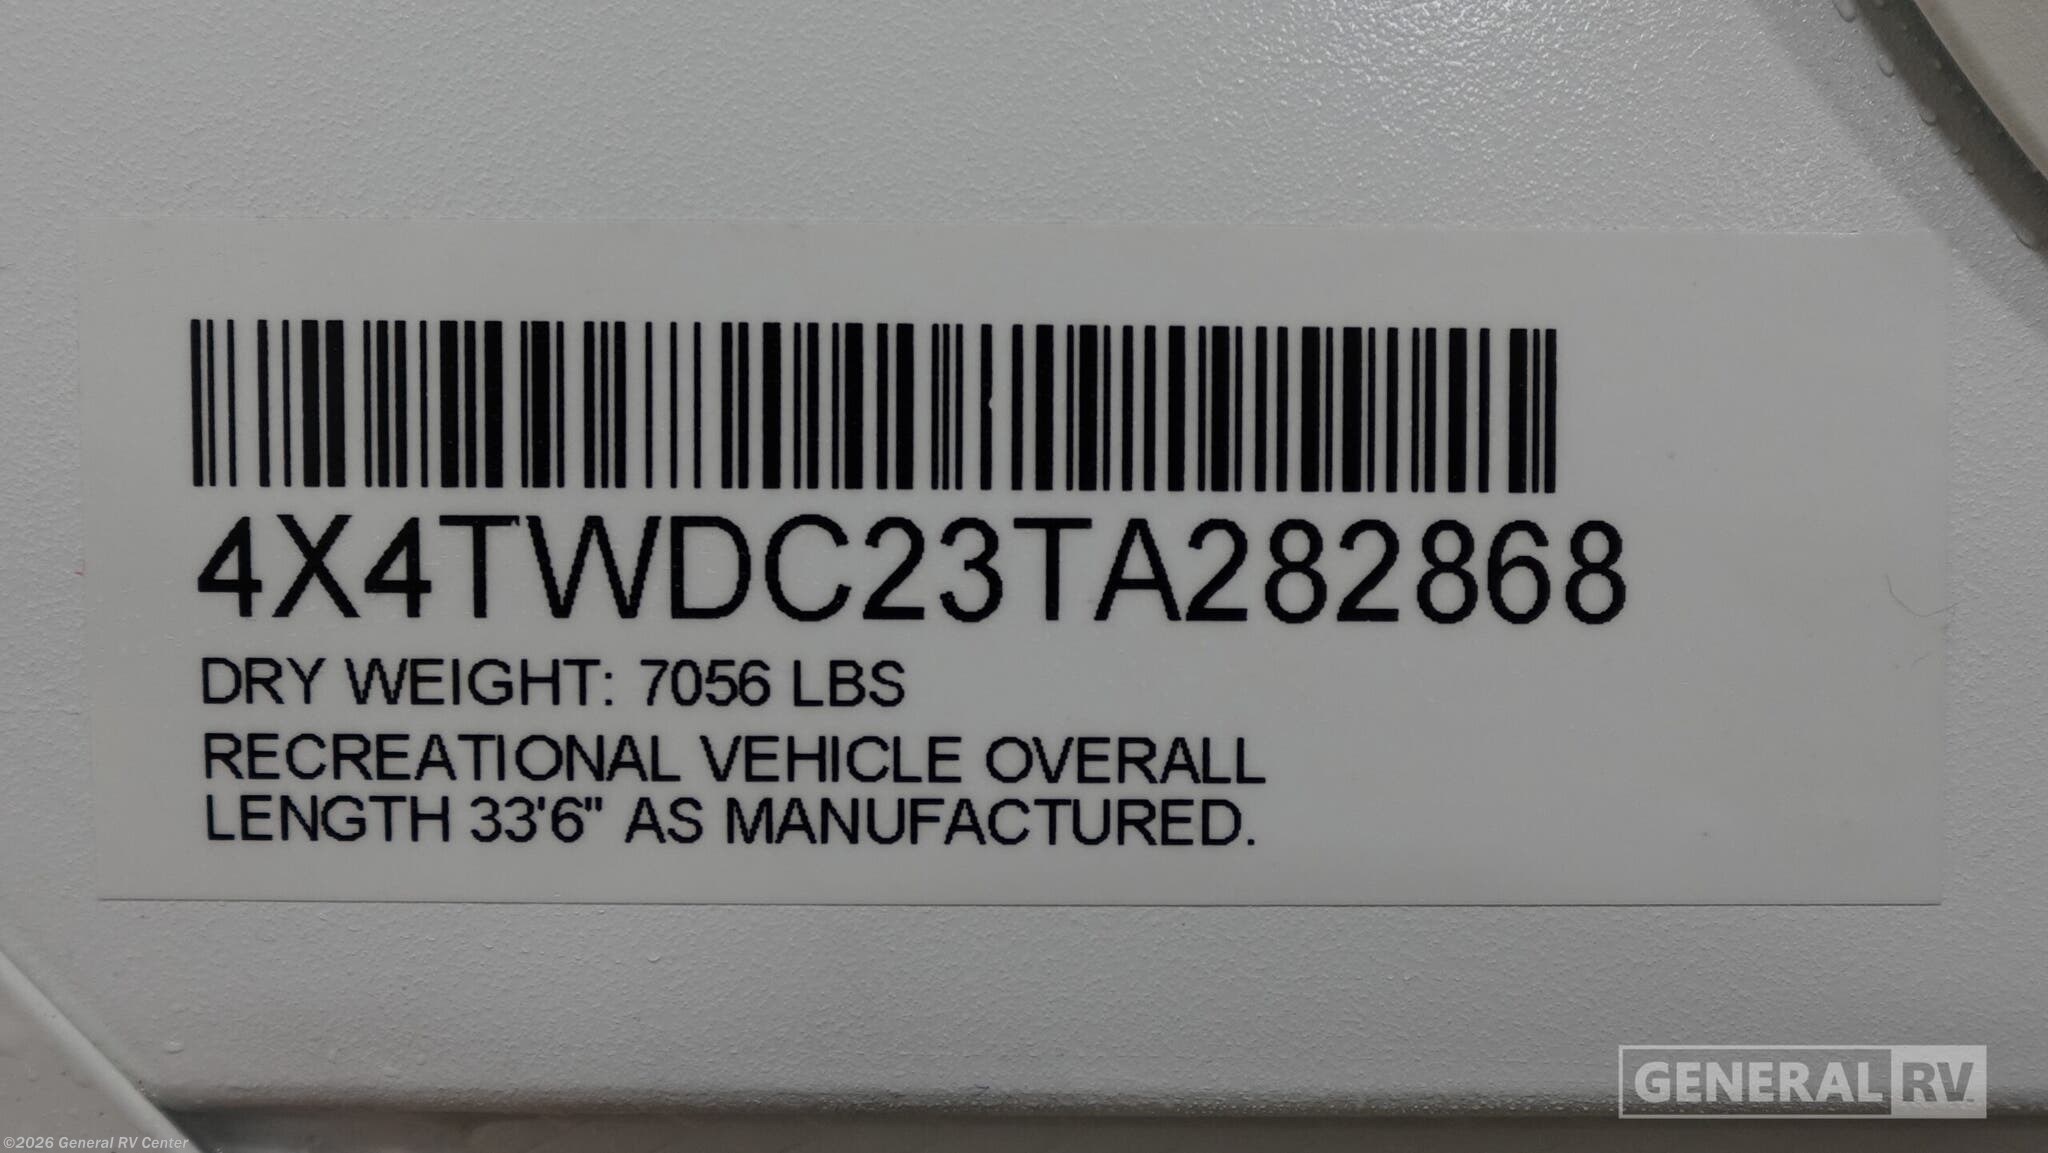 4X4TWDC23TA282868
DRY WEIGHT: 7056 LBS
RECREATIONAL VEHICLE OVERALL
LENGTH 33'6" AS MANUFACTURED.
GENERAL RV
©2026 General RV Center